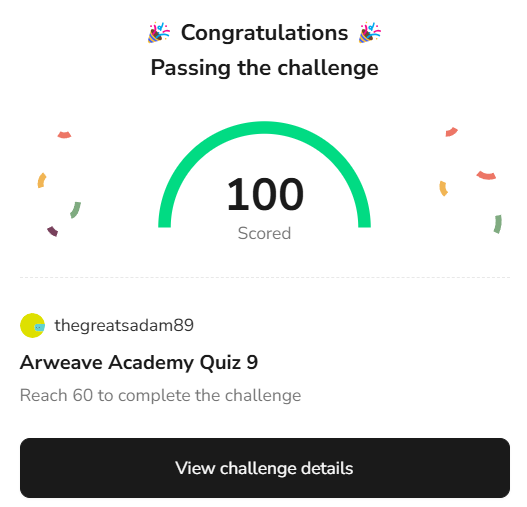 🎉 Congratulations 🎉
Passing the challenge
100
Scored
thegreatsadam89
Arweave Academy Quiz 9
Reach 60 to complete the challenge
View challenge details